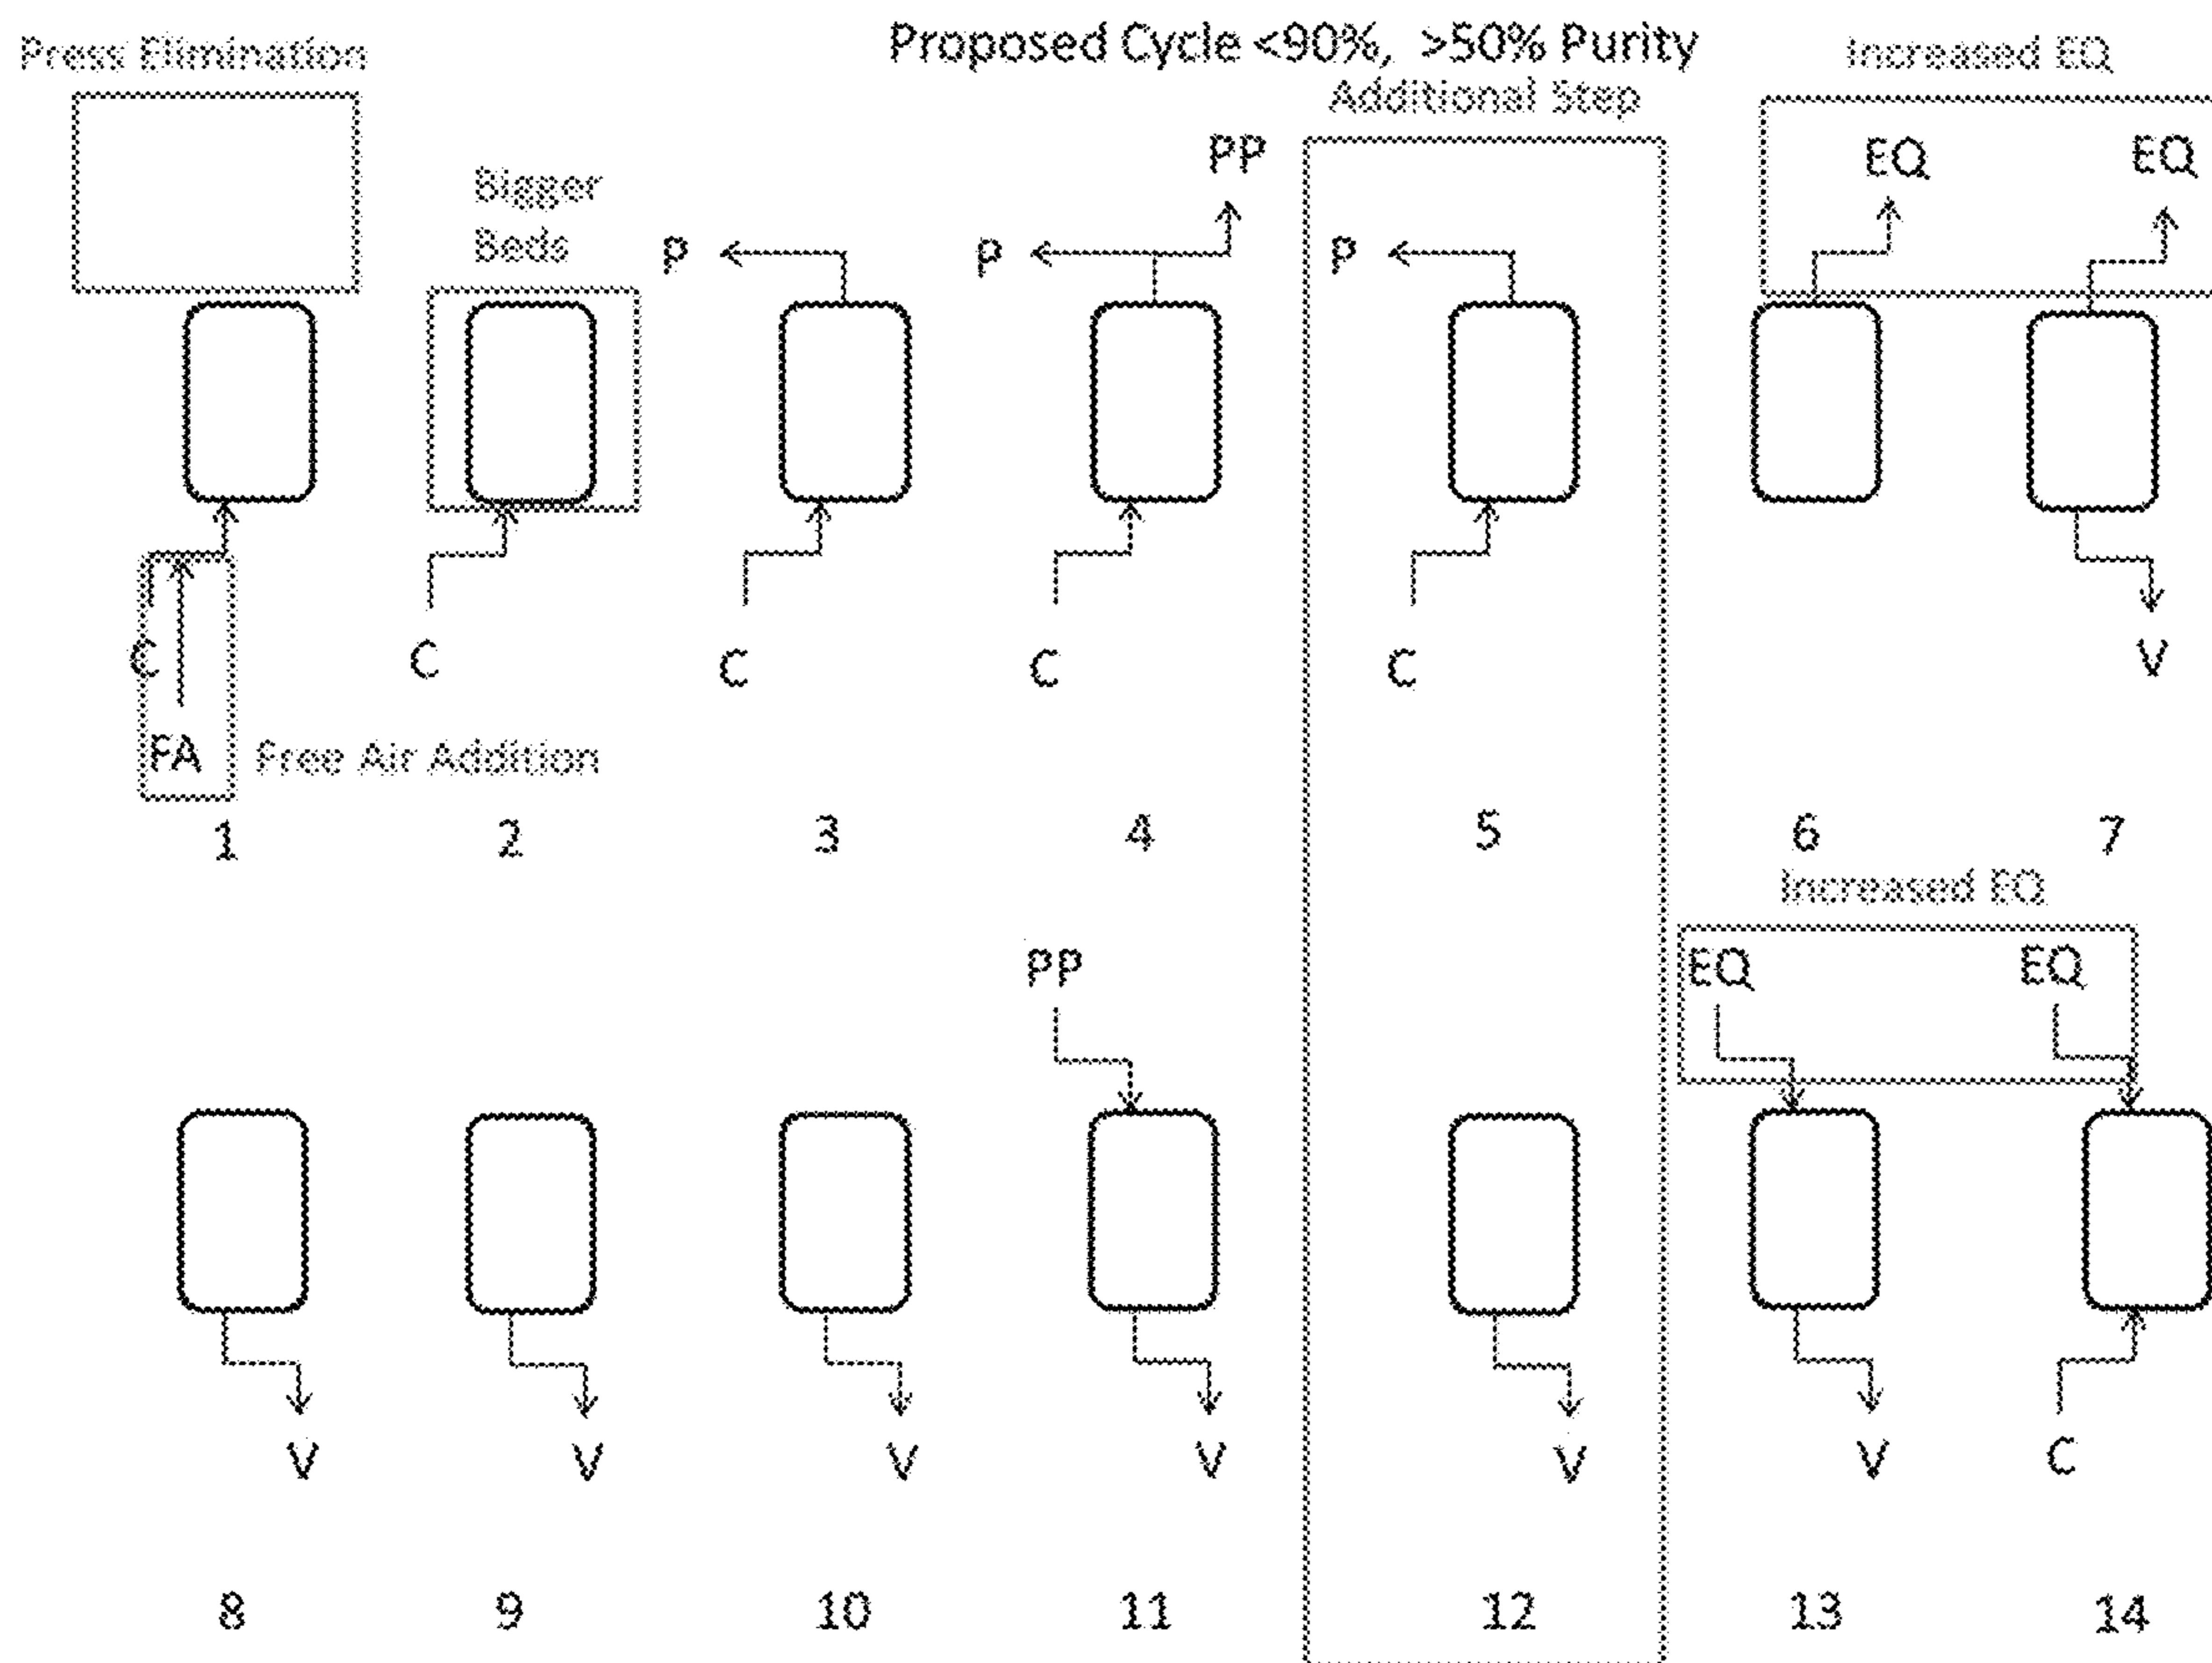 Proposed Cycle <90%, >50% Purity
Press Elimination
Additional Step
Increased EQ
PP
EQ
EQ
Bigger
Beds
P
P
P
C
C
C
C
C
V
FA
Free Air Addition
1
2
3
4
5
6
7
Increased EQ
PP
EQ
EQ
V
V
V
V
V
V
C
8
9
10
11
12
13
14